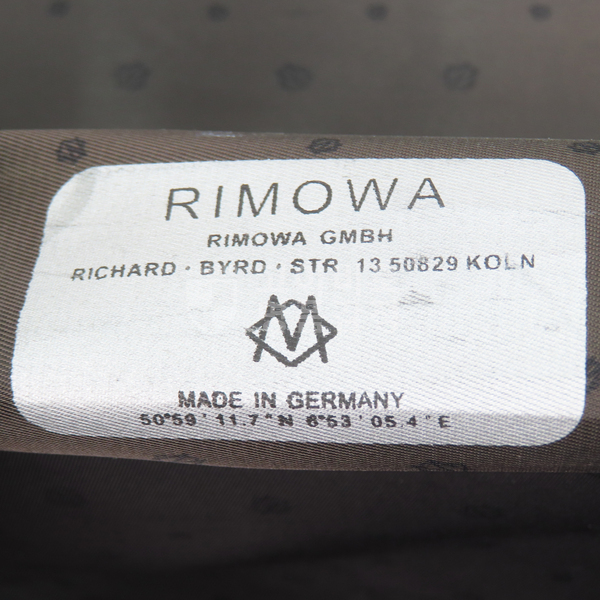 RIMOWA
RIMOWA GMBH
RICHARD · BYRD · STR 13 50829 KOLN
MADE IN GERMANY
50°59'11.7"N 6°53'05.4"E